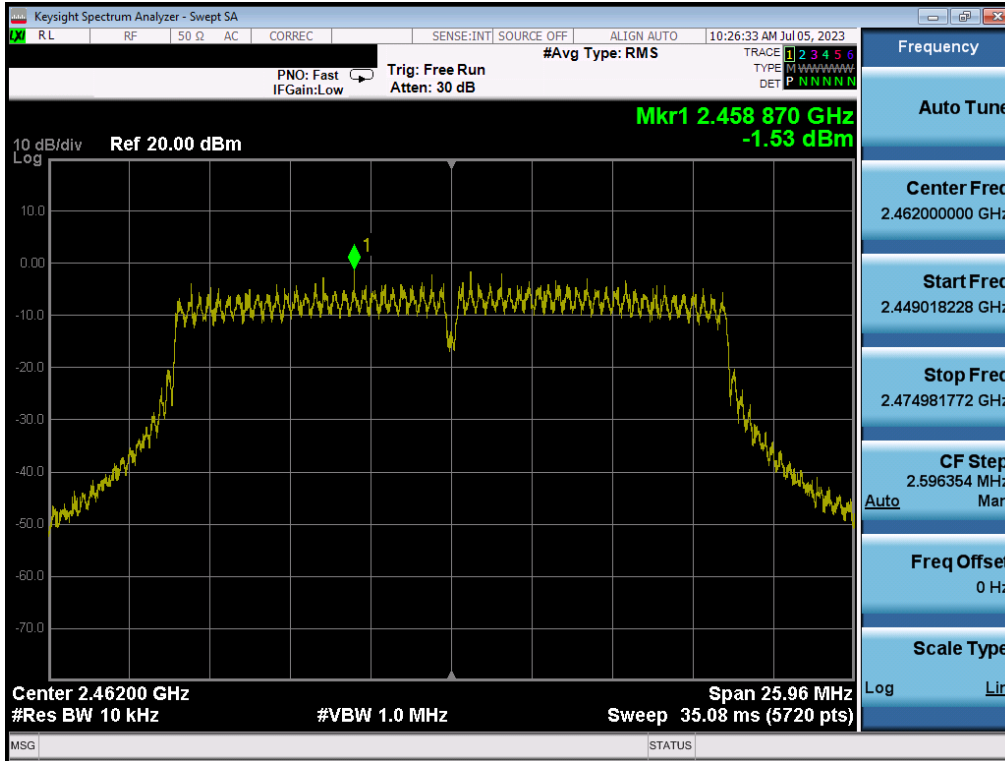 Keysight Spectrum Analyzer - Swept SA
LXI RL RF 50 Ω AC CORREC SENSE:INT SOURCE OFF ALIGN AUTO 10:26:33 AM Jul 05, 2023
#Avg Type: RMS
TRACE 1 2 3 4 5 6
TYPE M WWWWW
DET P N N N N N
PNO: Fast
IFGain:Low
Trig: Free Run
Atten: 30 dB
Mkr1 2.458 870 GHz
-1.53 dBm
10 dB/div
Log
Ref 20.00 dBm
10.0
0.00
-10.0
-20.0
-30.0
-40.0
-50.0
-60.0
-70.0
1
Center 2.46200 GHz
Span 25.96 MHz
#Res BW 10 kHz
#VBW 1.0 MHz
Sweep 35.08 ms (5720 pts)
MSG
STATUS
Frequency
Auto Tune
Center Freq
2.462000000 GHz
Start Freq
2.449018228 GHz
Stop Freq
2.474981772 GHz
CF Step
2.596354 MHz
Auto Man
Freq Offset
0 Hz
Scale Type
Log Lin